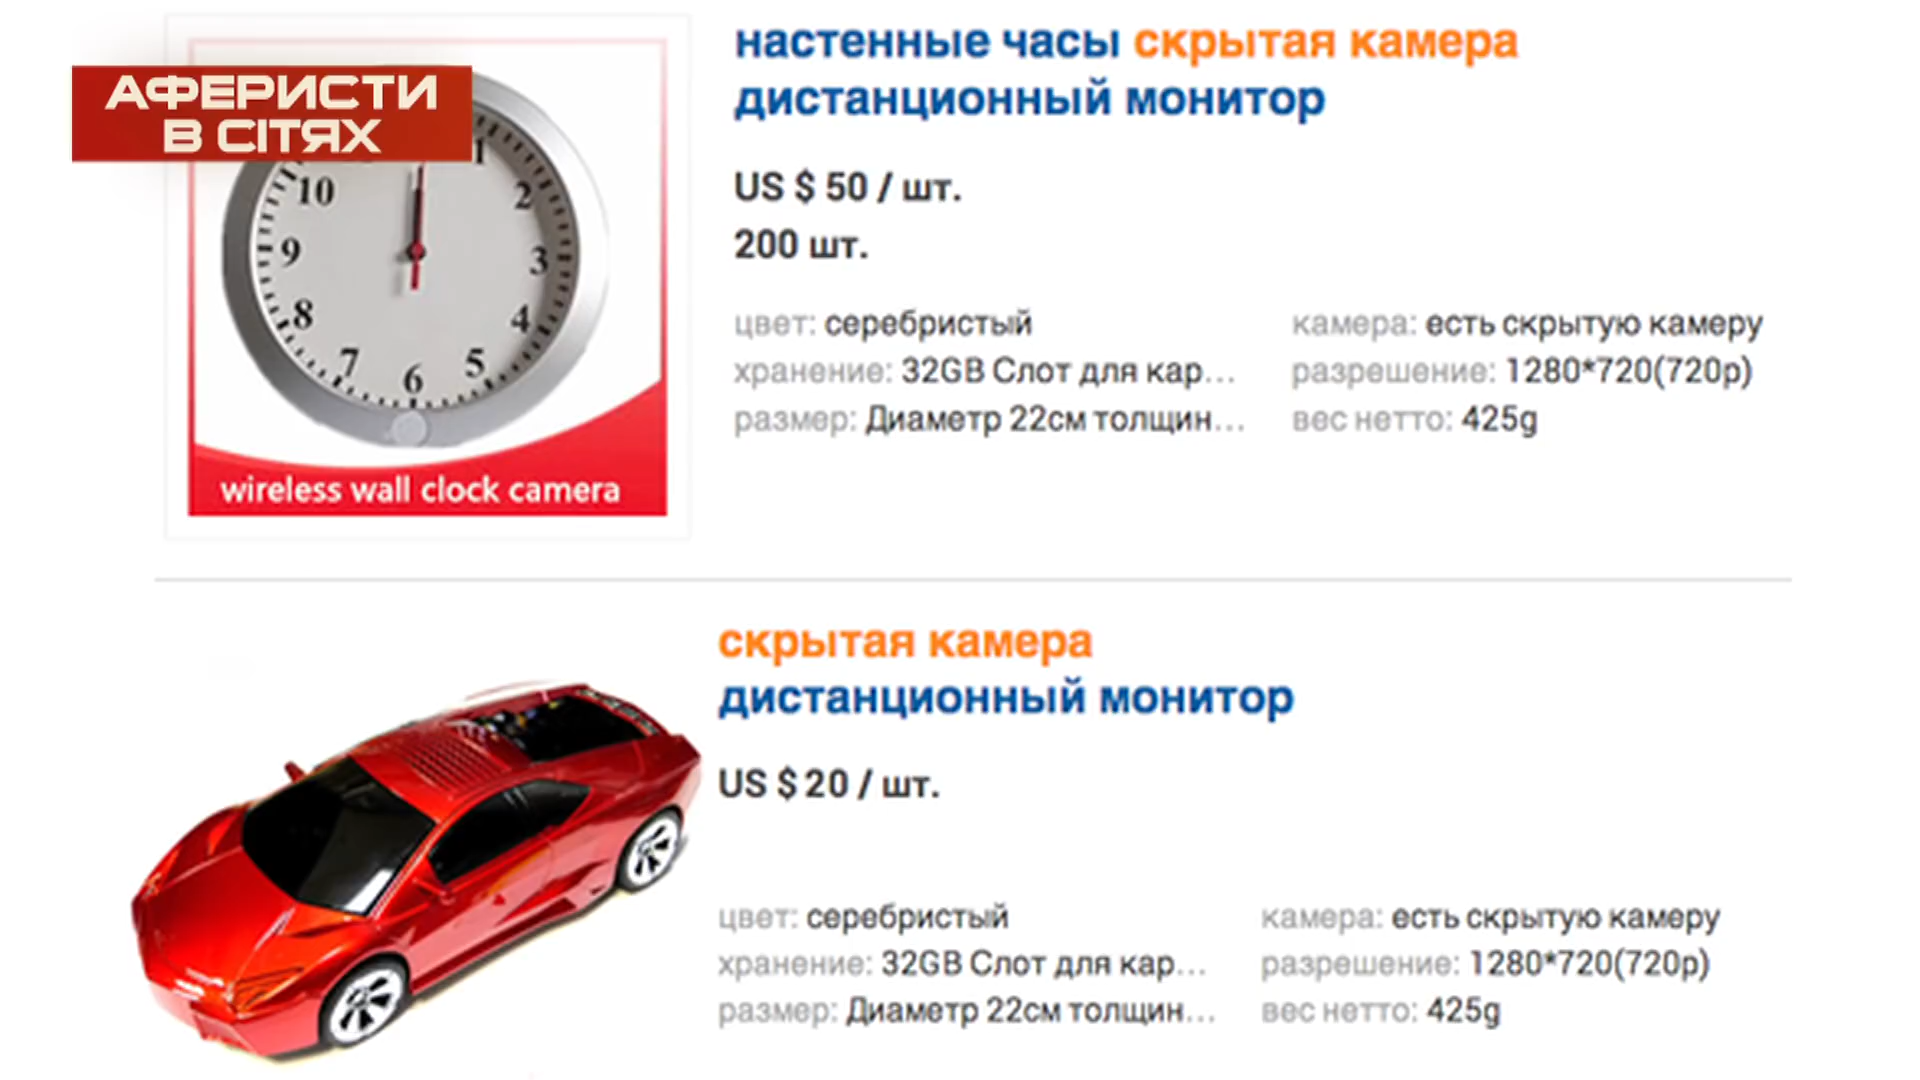 АФЕРИСТИ
В СІТЯХ
10
1
2
9
3
8
4
7
5
6
wireless wall clock camera
настенные часы скрытая камера
дистанционный монитор
US $ 50 / шт.
200 шт.
цвет: серебристый
камера: есть скрытую камеру
хранение: 32GB Слот для кар...
разрешение: 1280*720(720p)
размер: Диаметр 22см толщин...
вес нетто: 425g
скрытая камера
дистанционный монитор
US $ 20 / шт.
цвет: серебристый
камера: есть скрытую камеру
хранение: 32GB Слот для кар...
разрешение: 1280*720(720p)
размер: Диаметр 22см толщин...
вес нетто: 425g